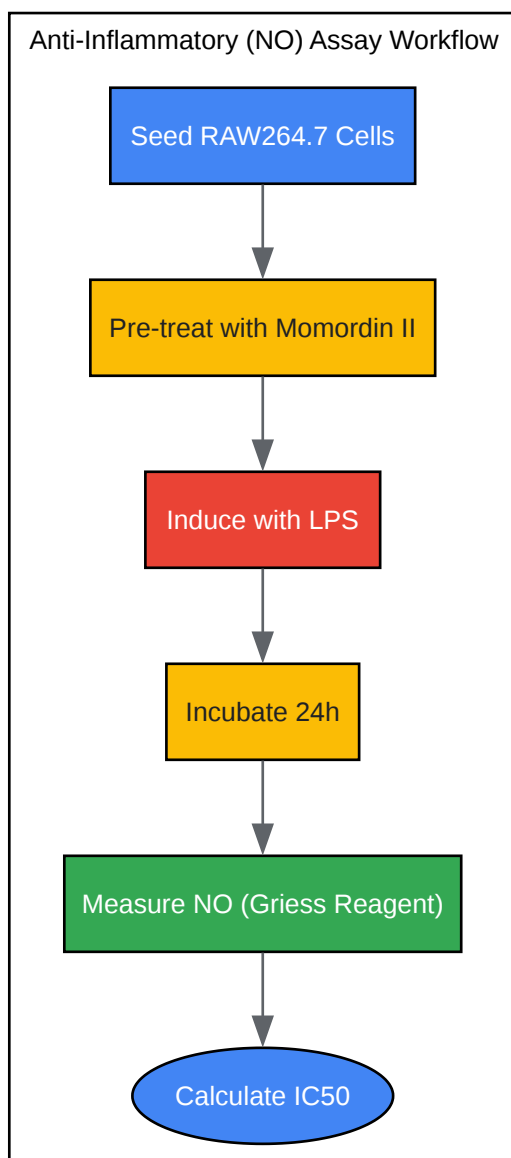 Anti-Inflammatory (NO) Assay Workflow
Seed RAW264.7 Cells
Pre-treat with Momordin II
Induce with LPS
Incubate 24h
Measure NO (Griess Reagent)
Calculate IC50